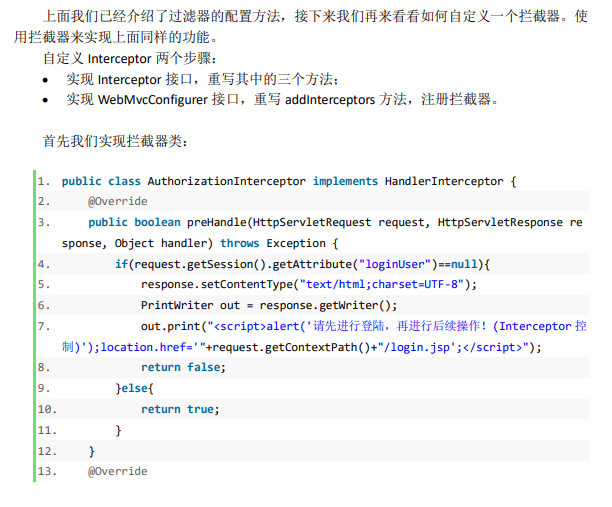 上面我们已经介绍了过滤器的配置方法，接下来我们再来看看如何自定义一个拦截器。使
用拦截器来实现上面同样的功能。
自定义 Interceptor 两个步骤：
● 实现 Interceptor 接口，重写其中的三个方法；
● 实现 WebMvcConfigurer 接口，重写 addInterceptors 方法，注册拦截器。
首先我们实现拦截器类：
1. public class AuthorizationInterceptor implements HandlerInterceptor {
2. @Override
3. public boolean preHandle(HttpServletRequest request, HttpServletResponse re
sponse, Object handler) throws Exception {
4. if(request.getSession().getAttribute("loginUser")==null){
5. response.setContentType("text/html;charset=UTF-8");
6. PrintWriter out = response.getWriter();
7. out.print("<script>alert('请先进行登陆，再进行后续操作！(Interceptor 控
制)');location.href='"+request.getContextPath()+"/login.jsp';</script>");
8. return false;
9. }else{
10. return true;
11. }
12. }
13. @Override